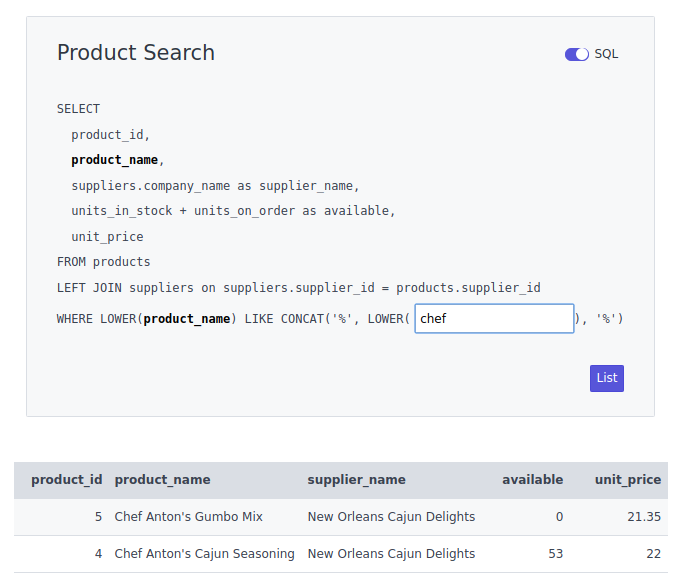 Product Search
SQL
SELECT
product_id,
product_name,
suppliers.company_name as supplier_name,
units_in_stock + units_on_order as available,
unit_price
FROM products
LEFT JOIN suppliers on suppliers.supplier_id = products.supplier_id
WHERE LOWER(product_name) LIKE CONCAT('%', LOWER( chef ), '%')
List
product_id product_name supplier_name available unit_price
5 Chef Anton's Gumbo Mix New Orleans Cajun Delights 0 21.35
4 Chef Anton's Cajun Seasoning New Orleans Cajun Delights 53 22